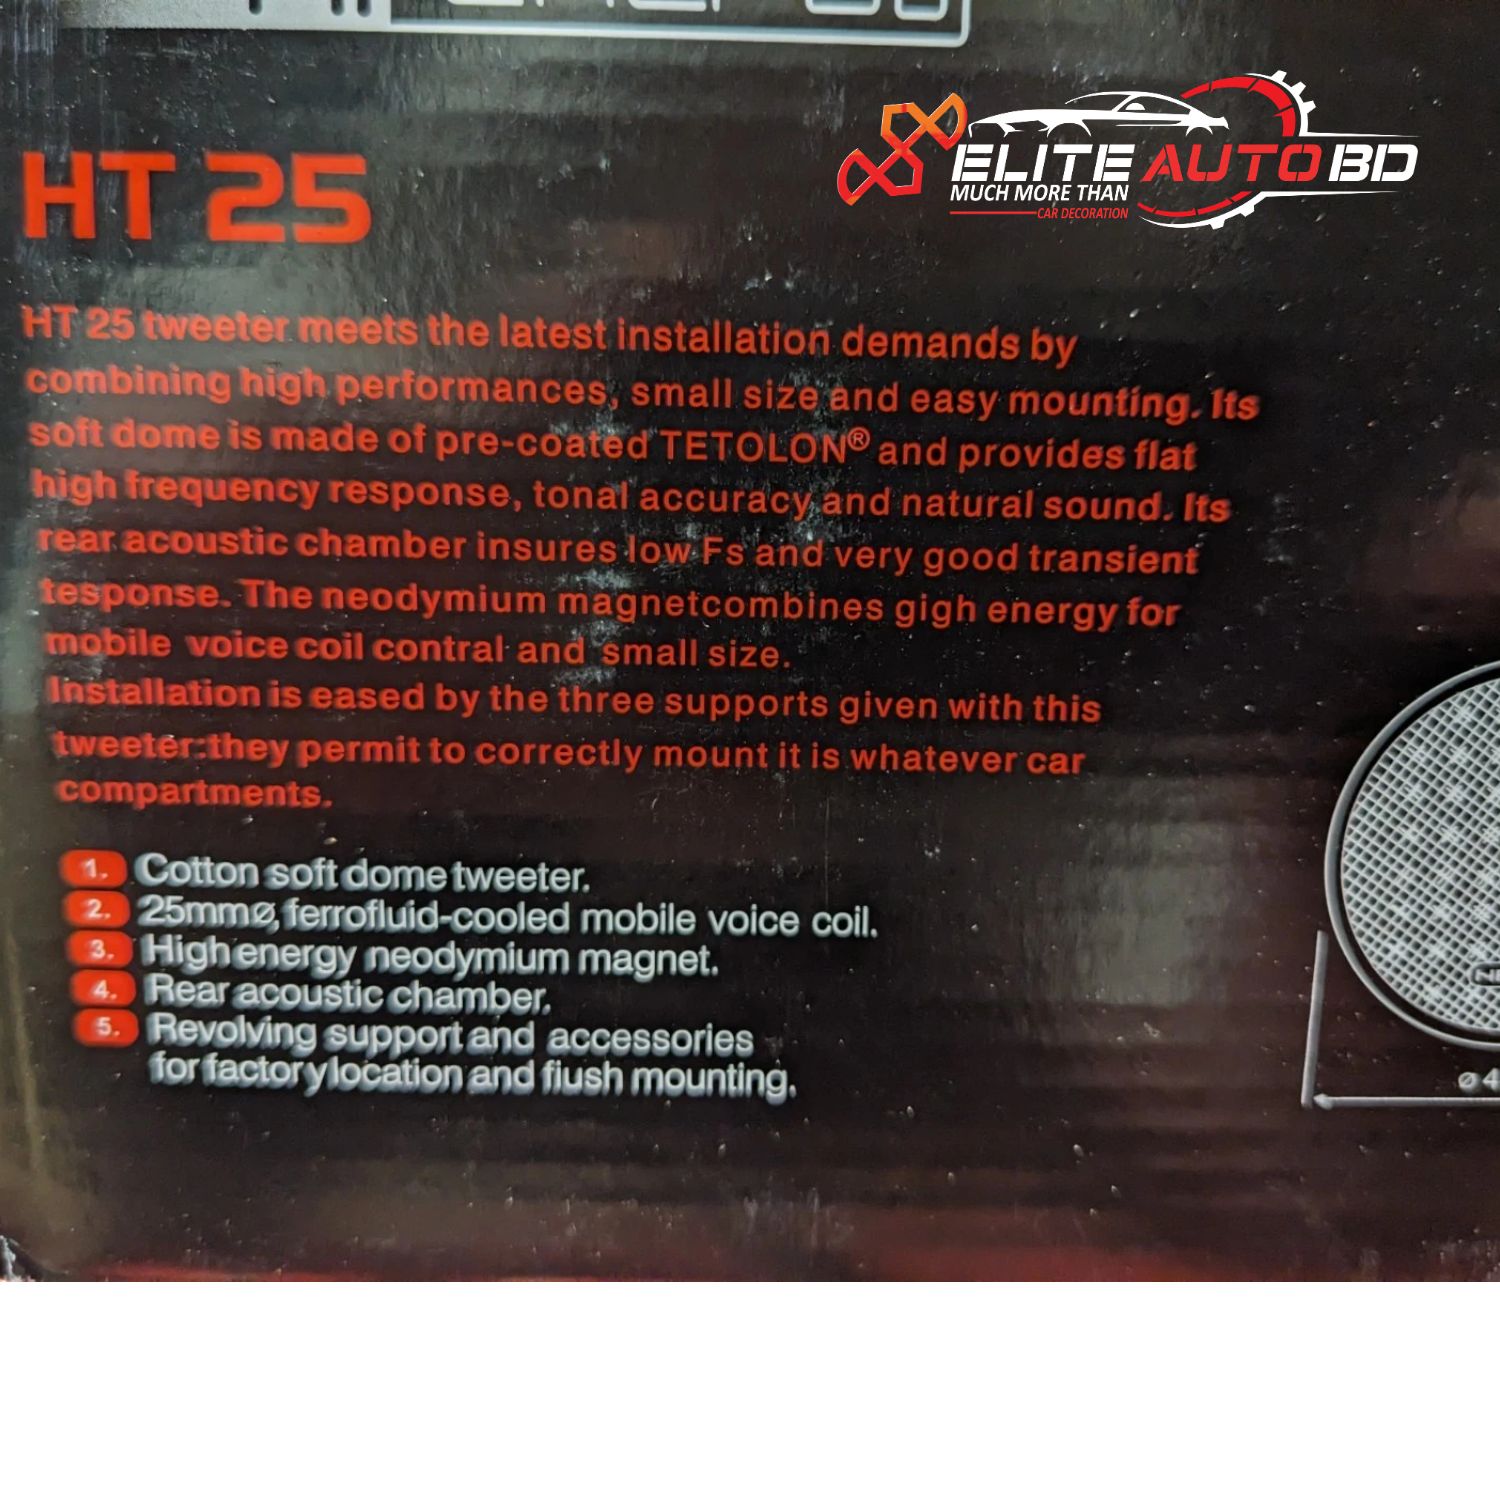 HT 25
ELITE AUTO BD
MUCH MORE THAN
CAR DECORATION
HT 25 tweeter meets the latest installation demands by
combining high performances, small size and easy mounting. Its
soft dome is made of pre-coated TETOLON® and provides flat
high frequency response, tonal accuracy and natural sound. Its
rear acoustic chamber insures low Fs and very good transient
tesponse. The neodymium magnetcombines gigh energy for
mobile voice coil contral and small size.
Installation is eased by the three supports given with this
tweeter:they permit to correctly mount it is whatever car
compartments.
1. Cotton soft dome tweeter.
2. 25mmø, ferrofluid-cooled mobile voice coil.
3. High energy neodymium magnet.
4. Rear acoustic chamber.
5. Revolving support and accessories
for factory location and fiush mounting.
ø 4